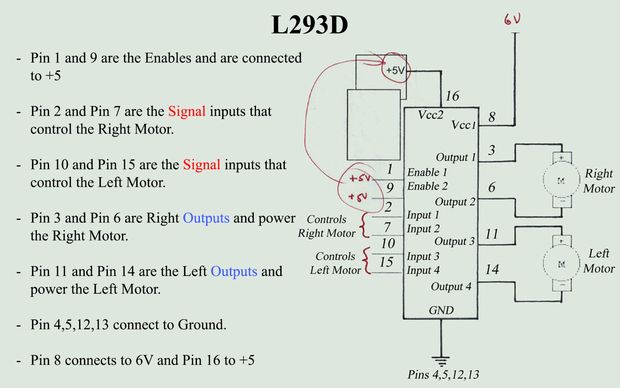 L293D
- Pin 1 and 9 are the Enables and are connected
to +5
- Pin 2 and Pin 7 are the Signal inputs that
control the Right Motor.
- Pin 10 and Pin 15 are the Signal inputs that
control the Left Motor.
- Pin 3 and Pin 6 are Right Outputs and power
the Right Motor.
- Pin 11 and Pin 14 are the Left Outputs and
power the Left Motor.
- Pin 4,5,12,13 connect to Ground.
- Pin 8 connects to 6V and Pin 16 to +5
6V
+5V
16
Vcc2
8
Vcc1
3
Output 1
+
M
-
Right
Motor
1
+5V
Enable 1
9
+5V
Enable 2
6
Output 2
2
Input 1
Controls
Right Motor
7
Input 2
11
Output 3
10
Input 3
Controls
Left Motor
15
Input 4
+
M
-
Left
Motor
14
Output 4
GND
Pins 4,5,12,13